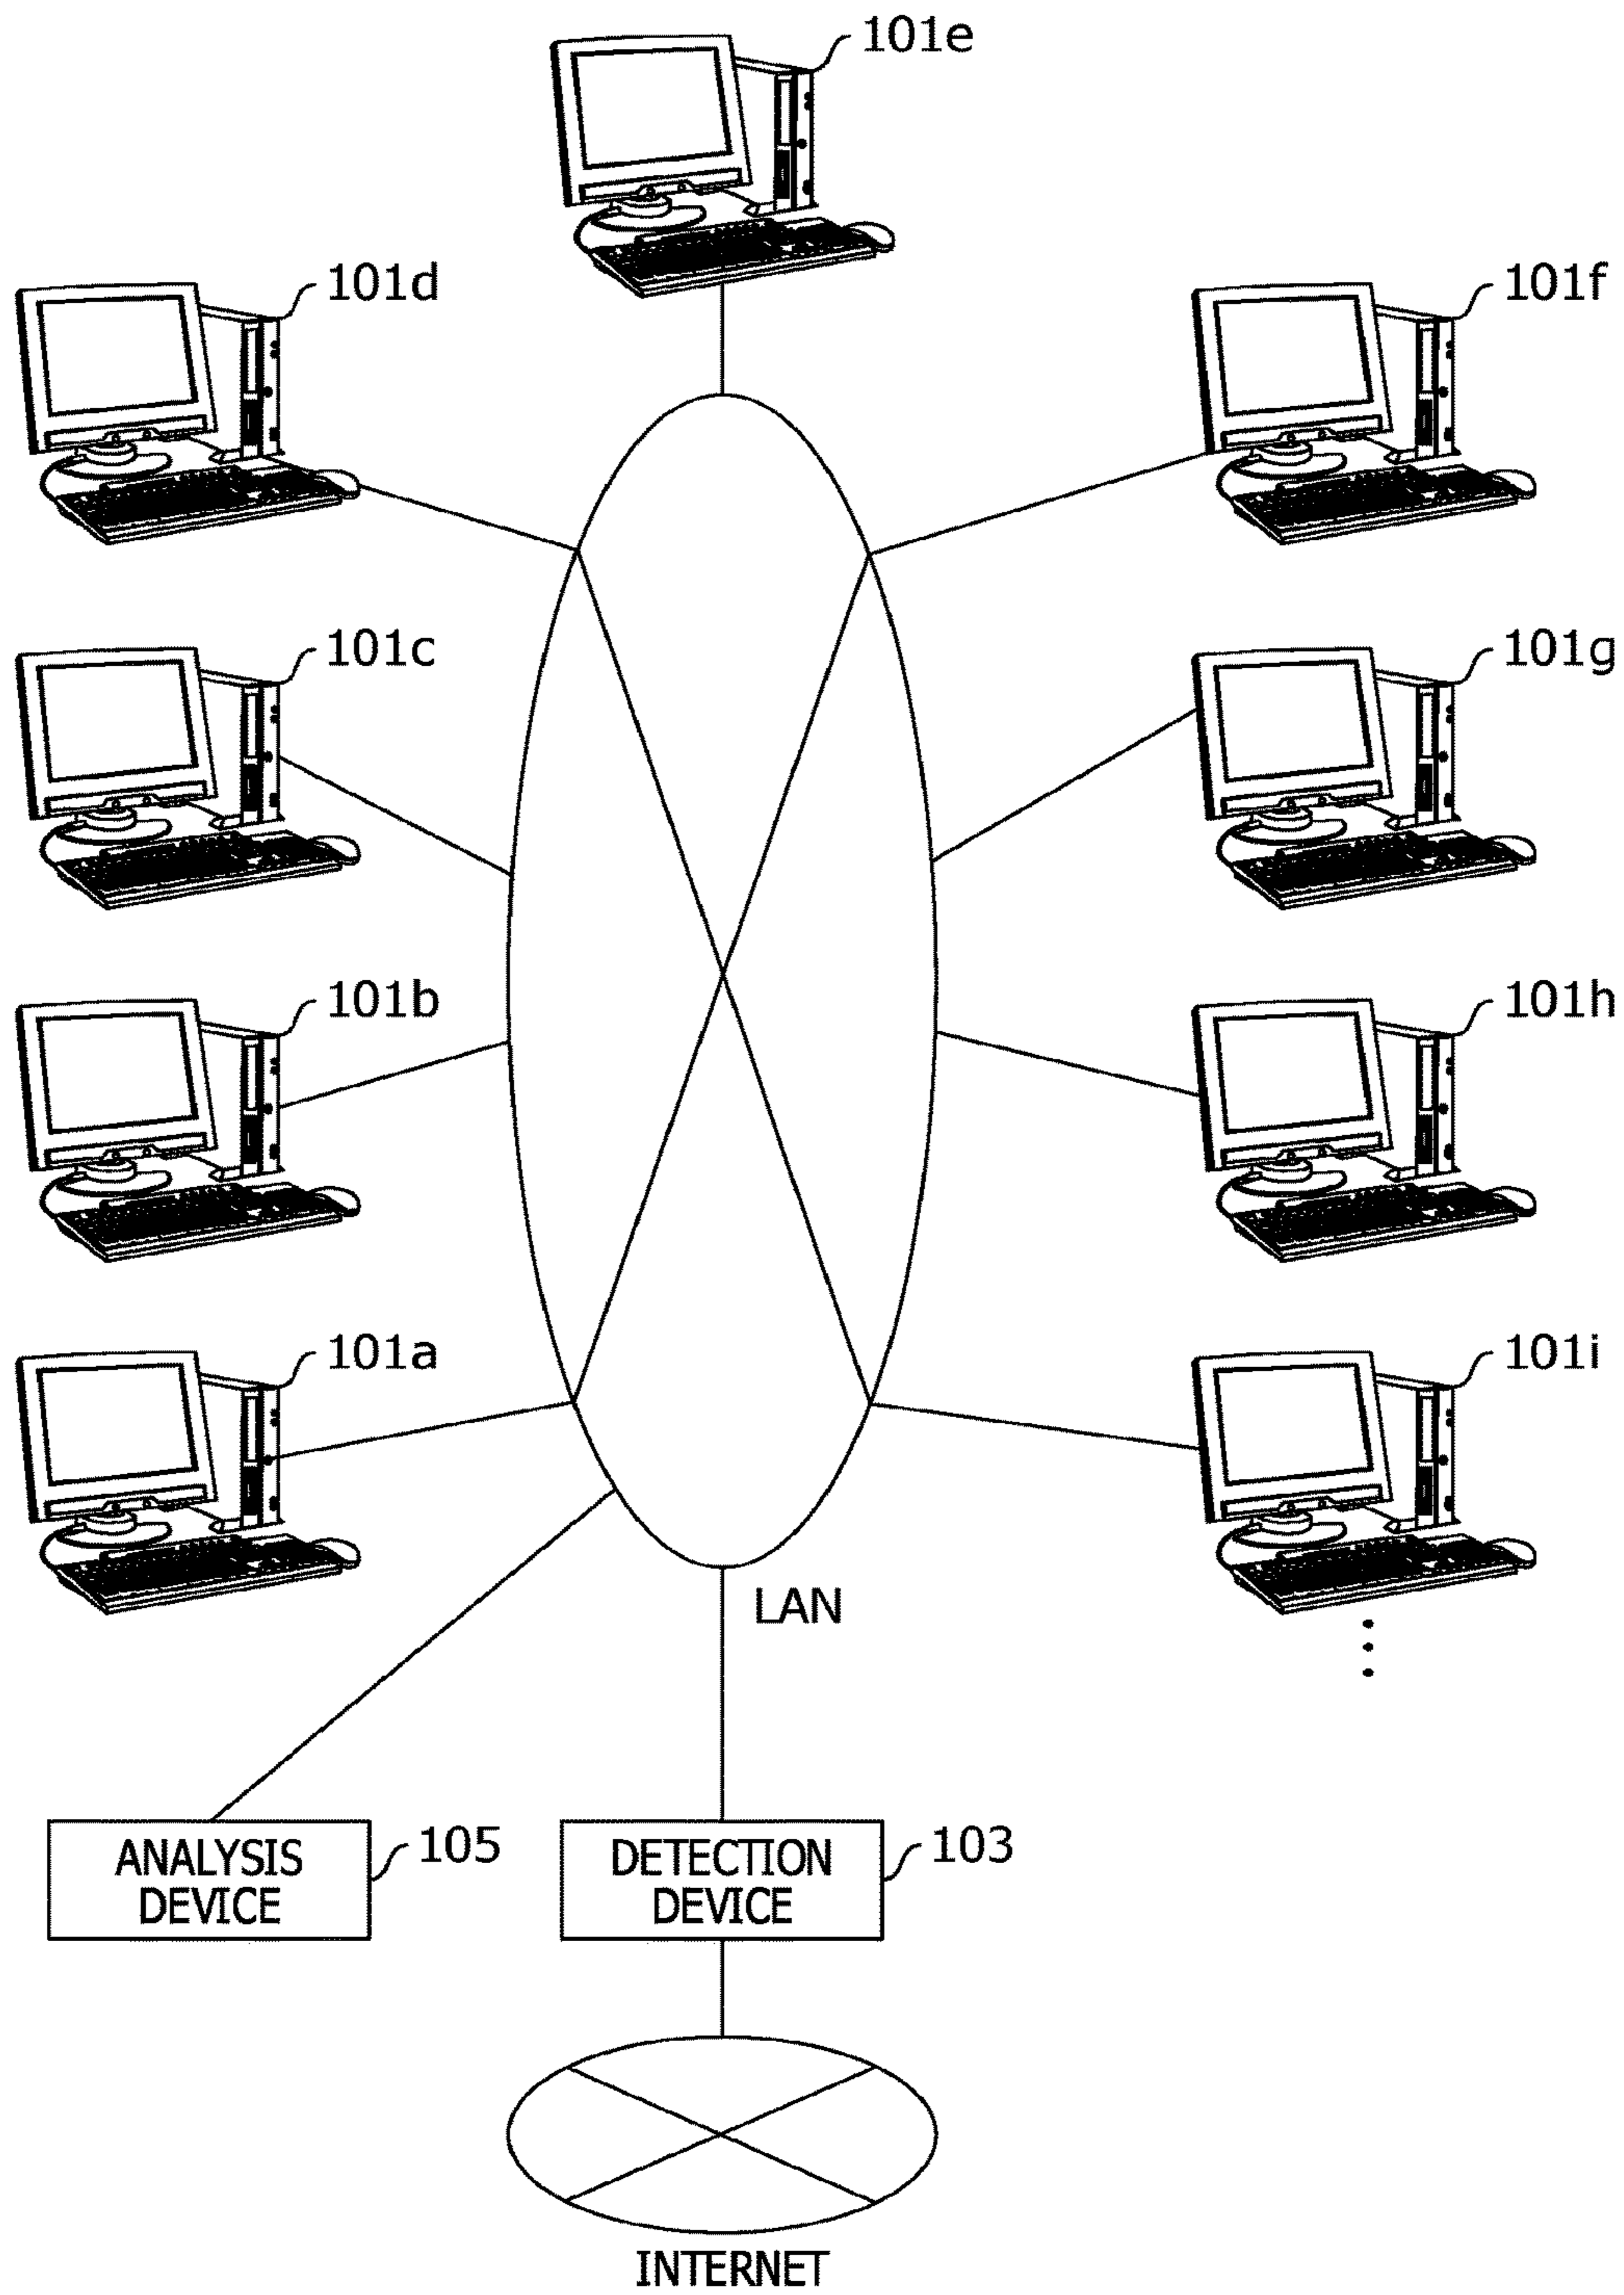 101e
101d
101f
101c
101g
101b
101h
101a
101i
LAN
ANALYSIS
DEVICE
105
DETECTION
DEVICE
103
INTERNET